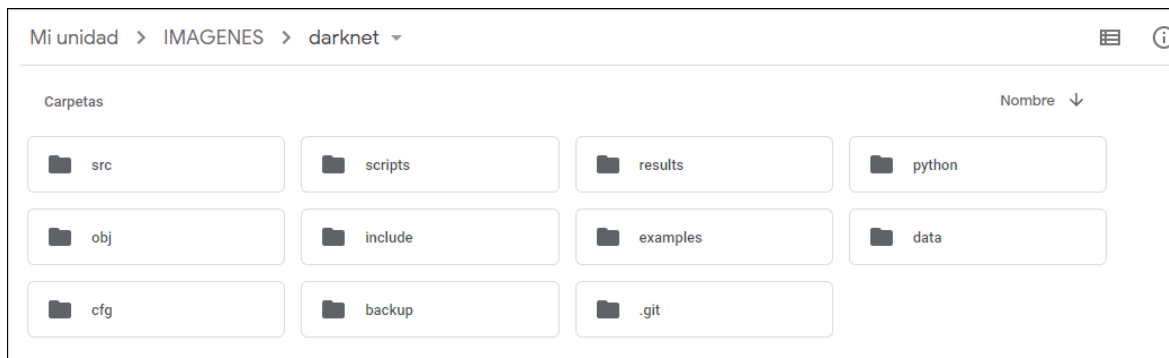 Mi unidad > IMAGENES > darknet
Carpetas Nombre
src scripts results python
obj include examples data
cfg backup .git